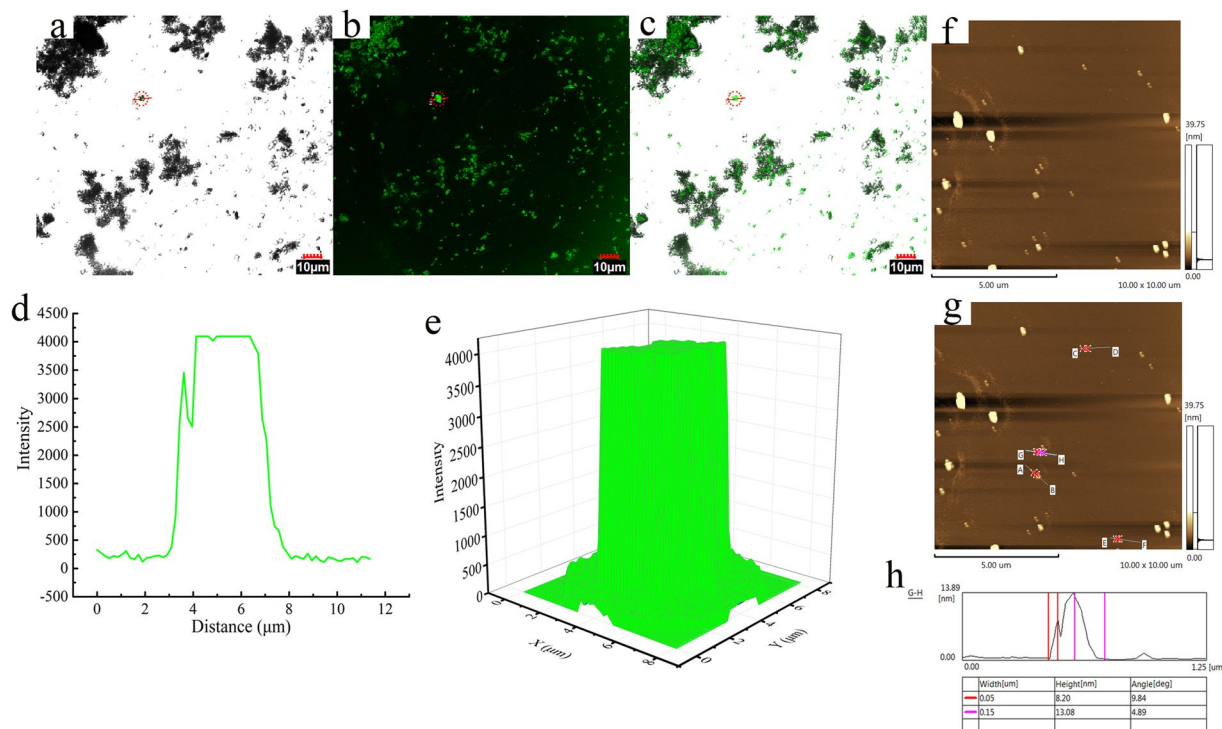 a
b
c
f
10μm
10μm
10μm
39.75
[nm]
0.00
5.00 um
10.00 x 10.00 um
d
4500
4000
3500
3000
2500
2000
1500
1000
500
0
-500
Intensity
0
2
4
6
8
10
12
Distance (μm)
e
4000
3500
3000
2500
2000
1500
1000
500
0
Intensity
0
2
4
6
8
X (μm)
0
2
4
6
8
Y (μm)
g
C
D
G
H
A
B
E
F
39.75
[nm]
0.00
5.00 um
10.00 x 10.00 um
h
G-H
13.89
[nm]
0.00
0.00
1.25 [um
Width[um] Height[nm] Angle[deg]
0.05 8.20 9.84
0.15 13.08 4.89